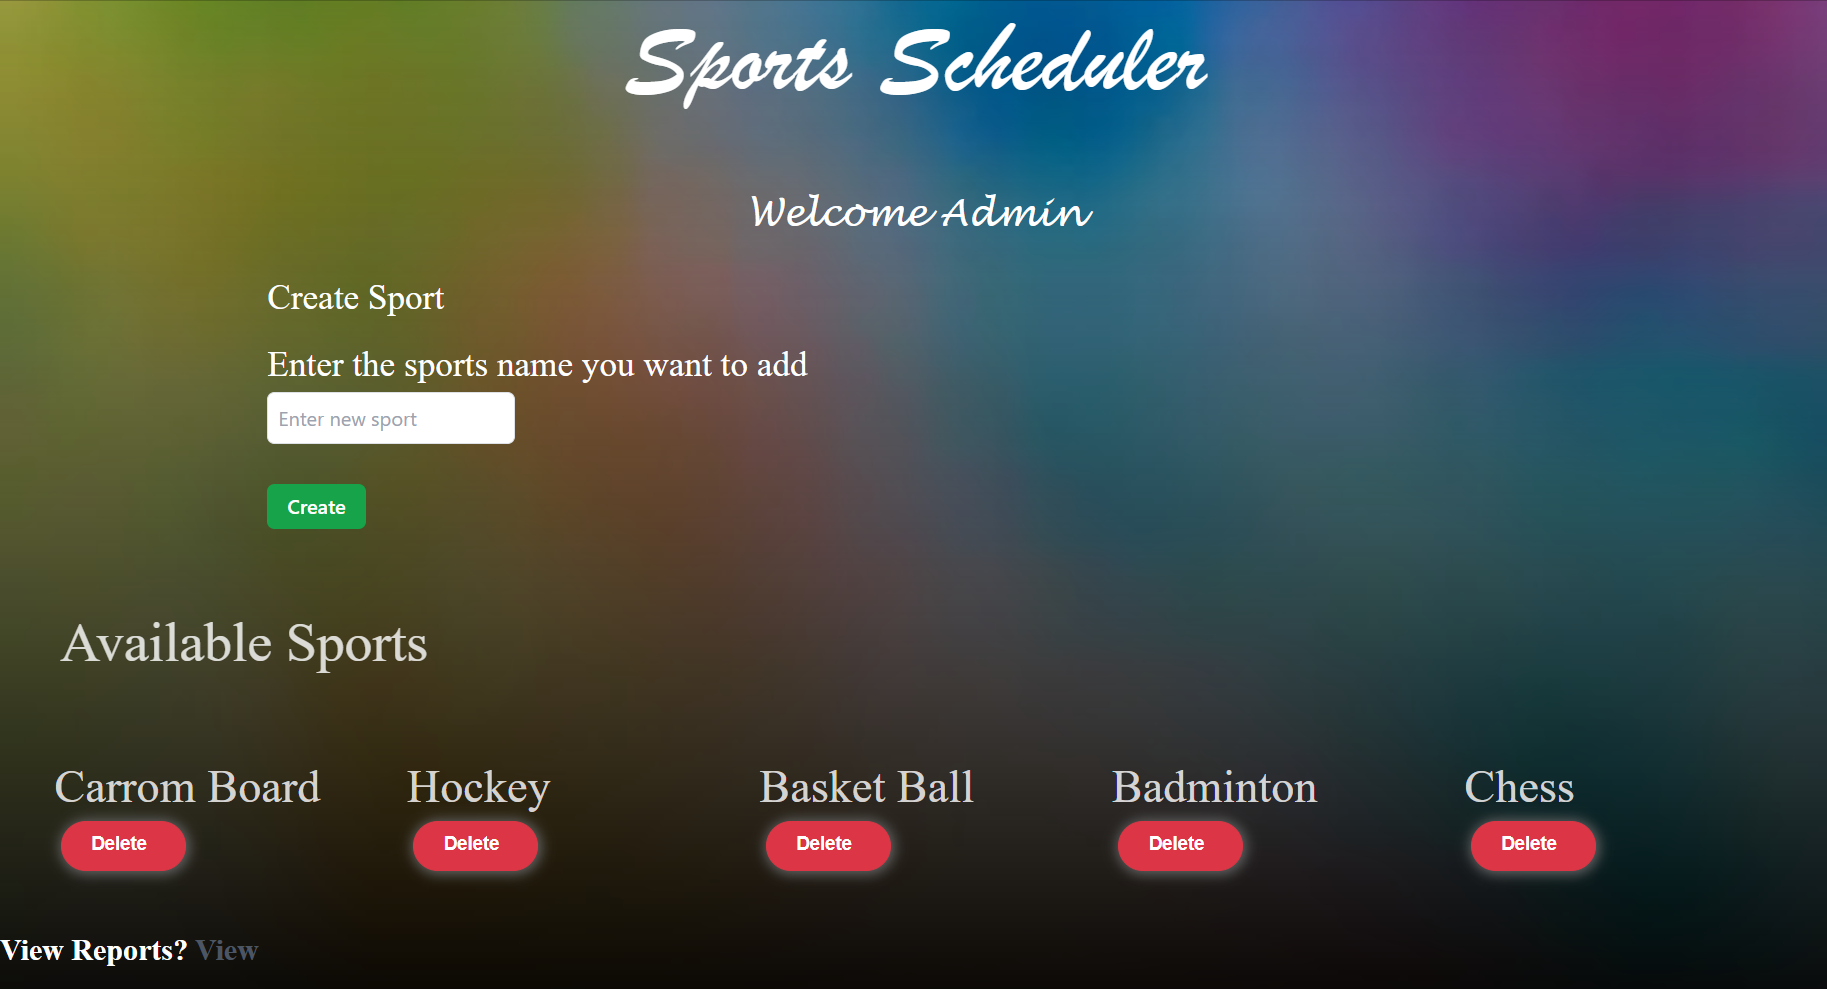 Sports Scheduler
Welcome Admin
Create Sport
Enter the sports name you want to add
Enter new sport
Create
Available Sports
Carrom Board Hockey Basket Ball Badminton Chess
Delete Delete Delete Delete Delete
View Reports? View